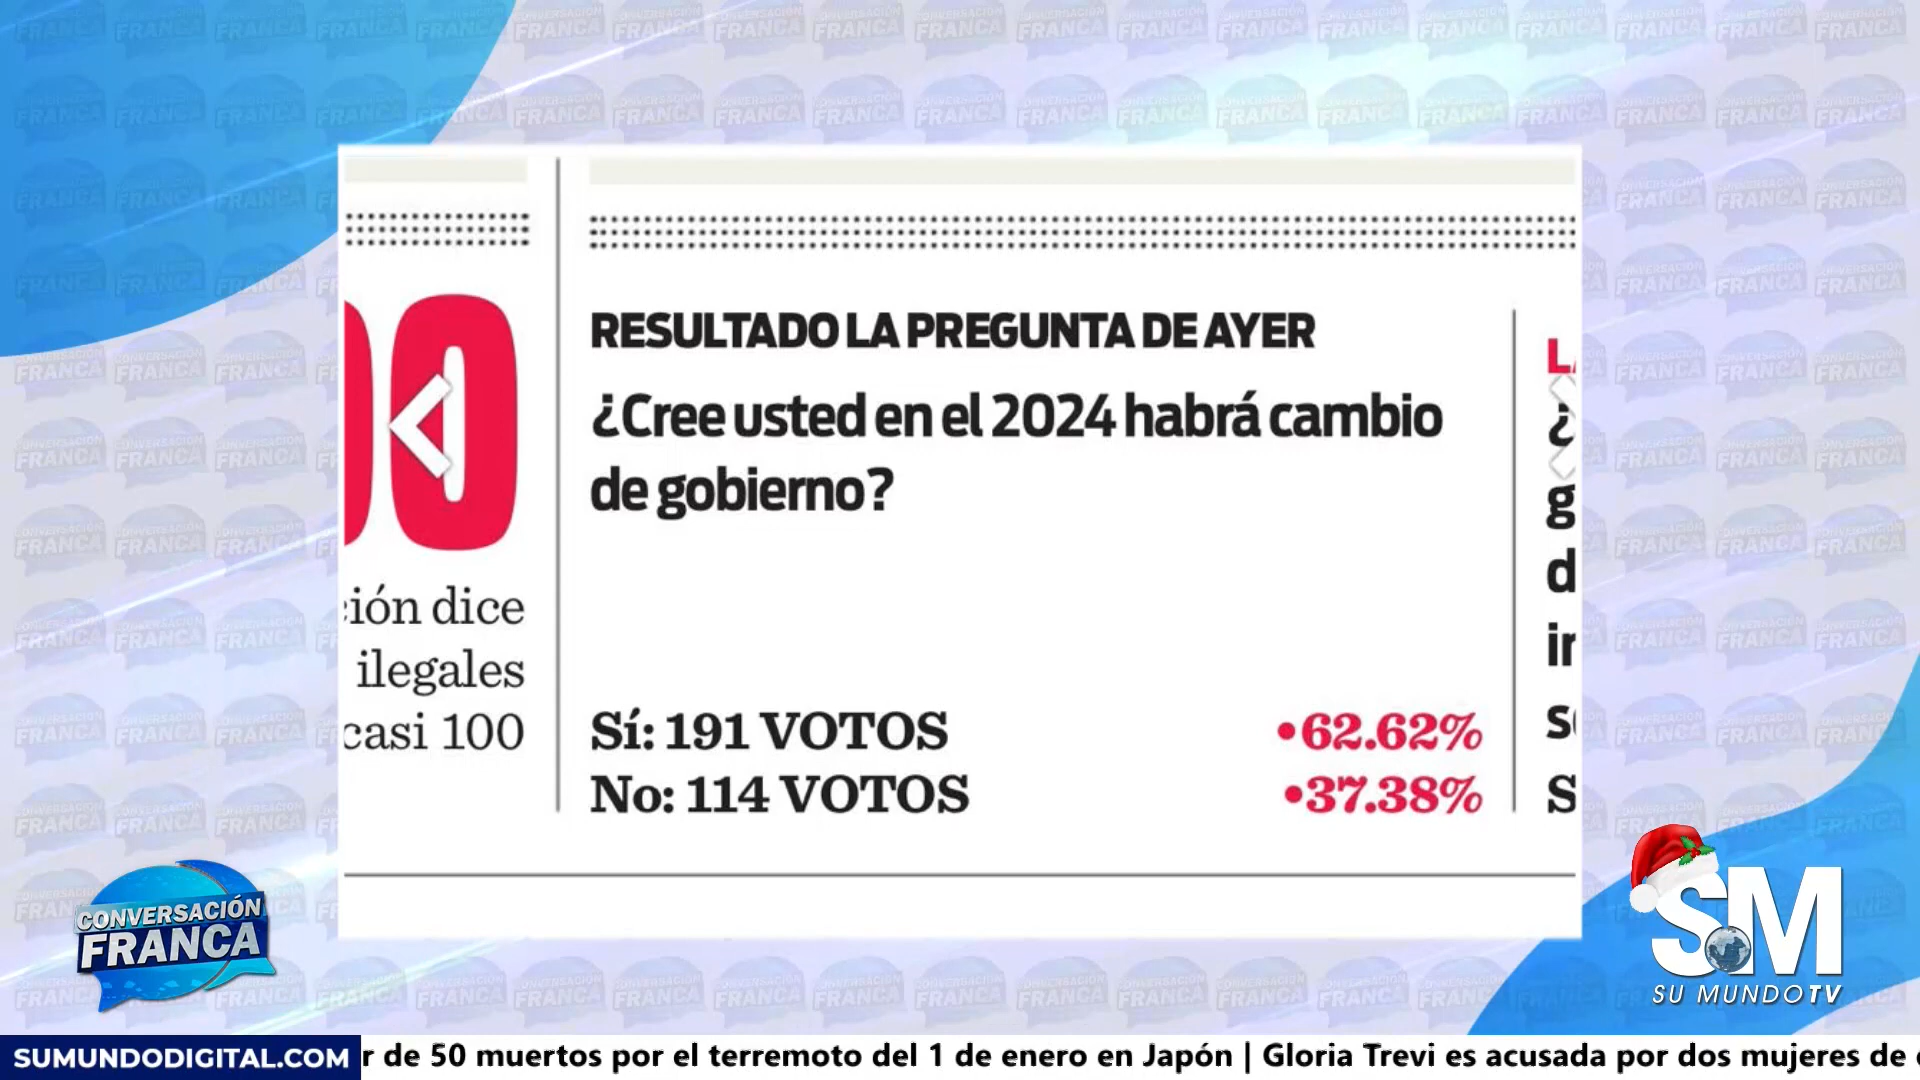 RESULTADO LA PREGUNTA DE AYER
¿Cree usted en el 2024 habrá cambio
de gobierno?
Sí: 191 VOTOS •62.62%
No: 114 VOTOS •37.38%
ión dice
ilegales
casi 100
CONVERSACIÓN
FRANCA
SM
SU MUNDO TV
SUMUNDODIGITAL.COM
r de 50 muertos por el terremoto del 1 de enero en Japón | Gloria Trevi es acusada por dos mujeres de